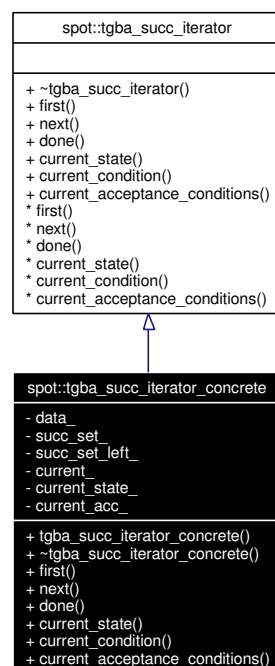 spot::tgba_succ_iterator
+ ~tgba_succ_iterator()
+ first()
+ next()
+ done()
+ current_state()
+ current_condition()
+ current_acceptance_conditions()
* first()
* next()
* done()
* current_state()
* current_condition()
* current_acceptance_conditions()
spot::tgba_succ_iterator_concrete
- data_
- succ_set_
- succ_set_left_
- current_
- current_state_
- current_acc_
+ tgba_succ_iterator_concrete()
+ ~tgba_succ_iterator_concrete()
+ first()
+ next()
+ done()
+ current_state()
+ current_condition()
+ current_acceptance_conditions()